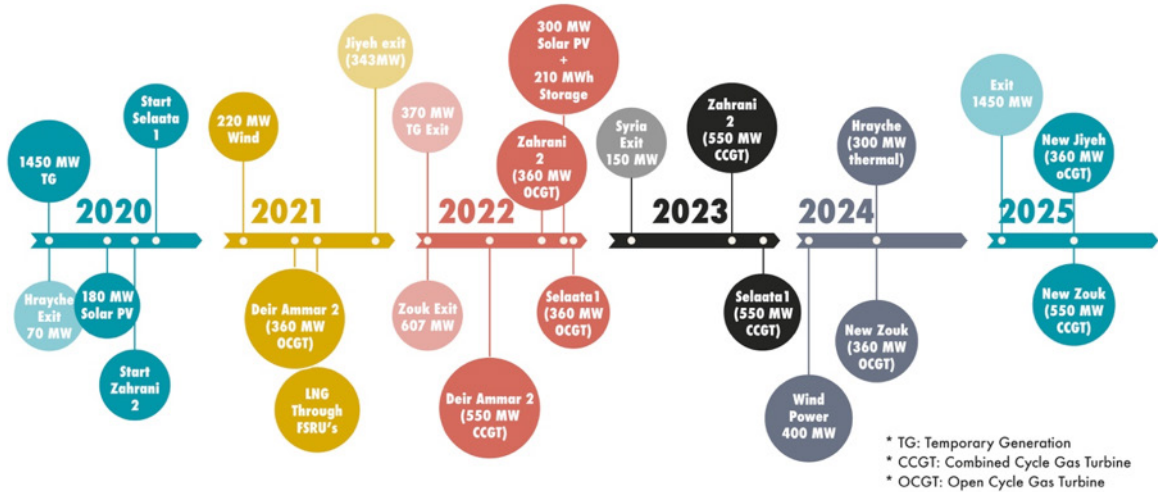 1450 MW
TG
Hrayche
Exit
70 MW
2020
180 MW
Solar PV
Start
Zahrani
2
Start
Selaata
1
220 MW
Wind
2021
Deir Ammar 2
(360 MW
OCGT)
LNG
Through
FSRU's
Jiyeh exit
(343MW)
370 MW
TG Exit
Zouk Exit
607 MW
2022
Deir Ammar 2
(550 MW
CCGT)
Zahrani
2
(360 MW
OCGT)
300 MW
Solar PV
+
210 MWh
Storage
Selaata1
(360 MW
OCGT)
Syria
Exit
150 MW
2023
Zahrani
2
(550 MW
CCGT)
Selaata1
(550 MW
CCGT)
2024
Wind
Power
400 MW
Hrayche
(300 MW
thermal)
New Zouk
(360 MW
OCGT)
Exit
1450 MW
2025
New Jiyeh
(360 MW
oCGT)
New Zouk
(550 MW
CCGT)
* TG: Temporary Generation
* CCGT: Combined Cycle Gas Turbine
* OCGT: Open Cycle Gas Turbine